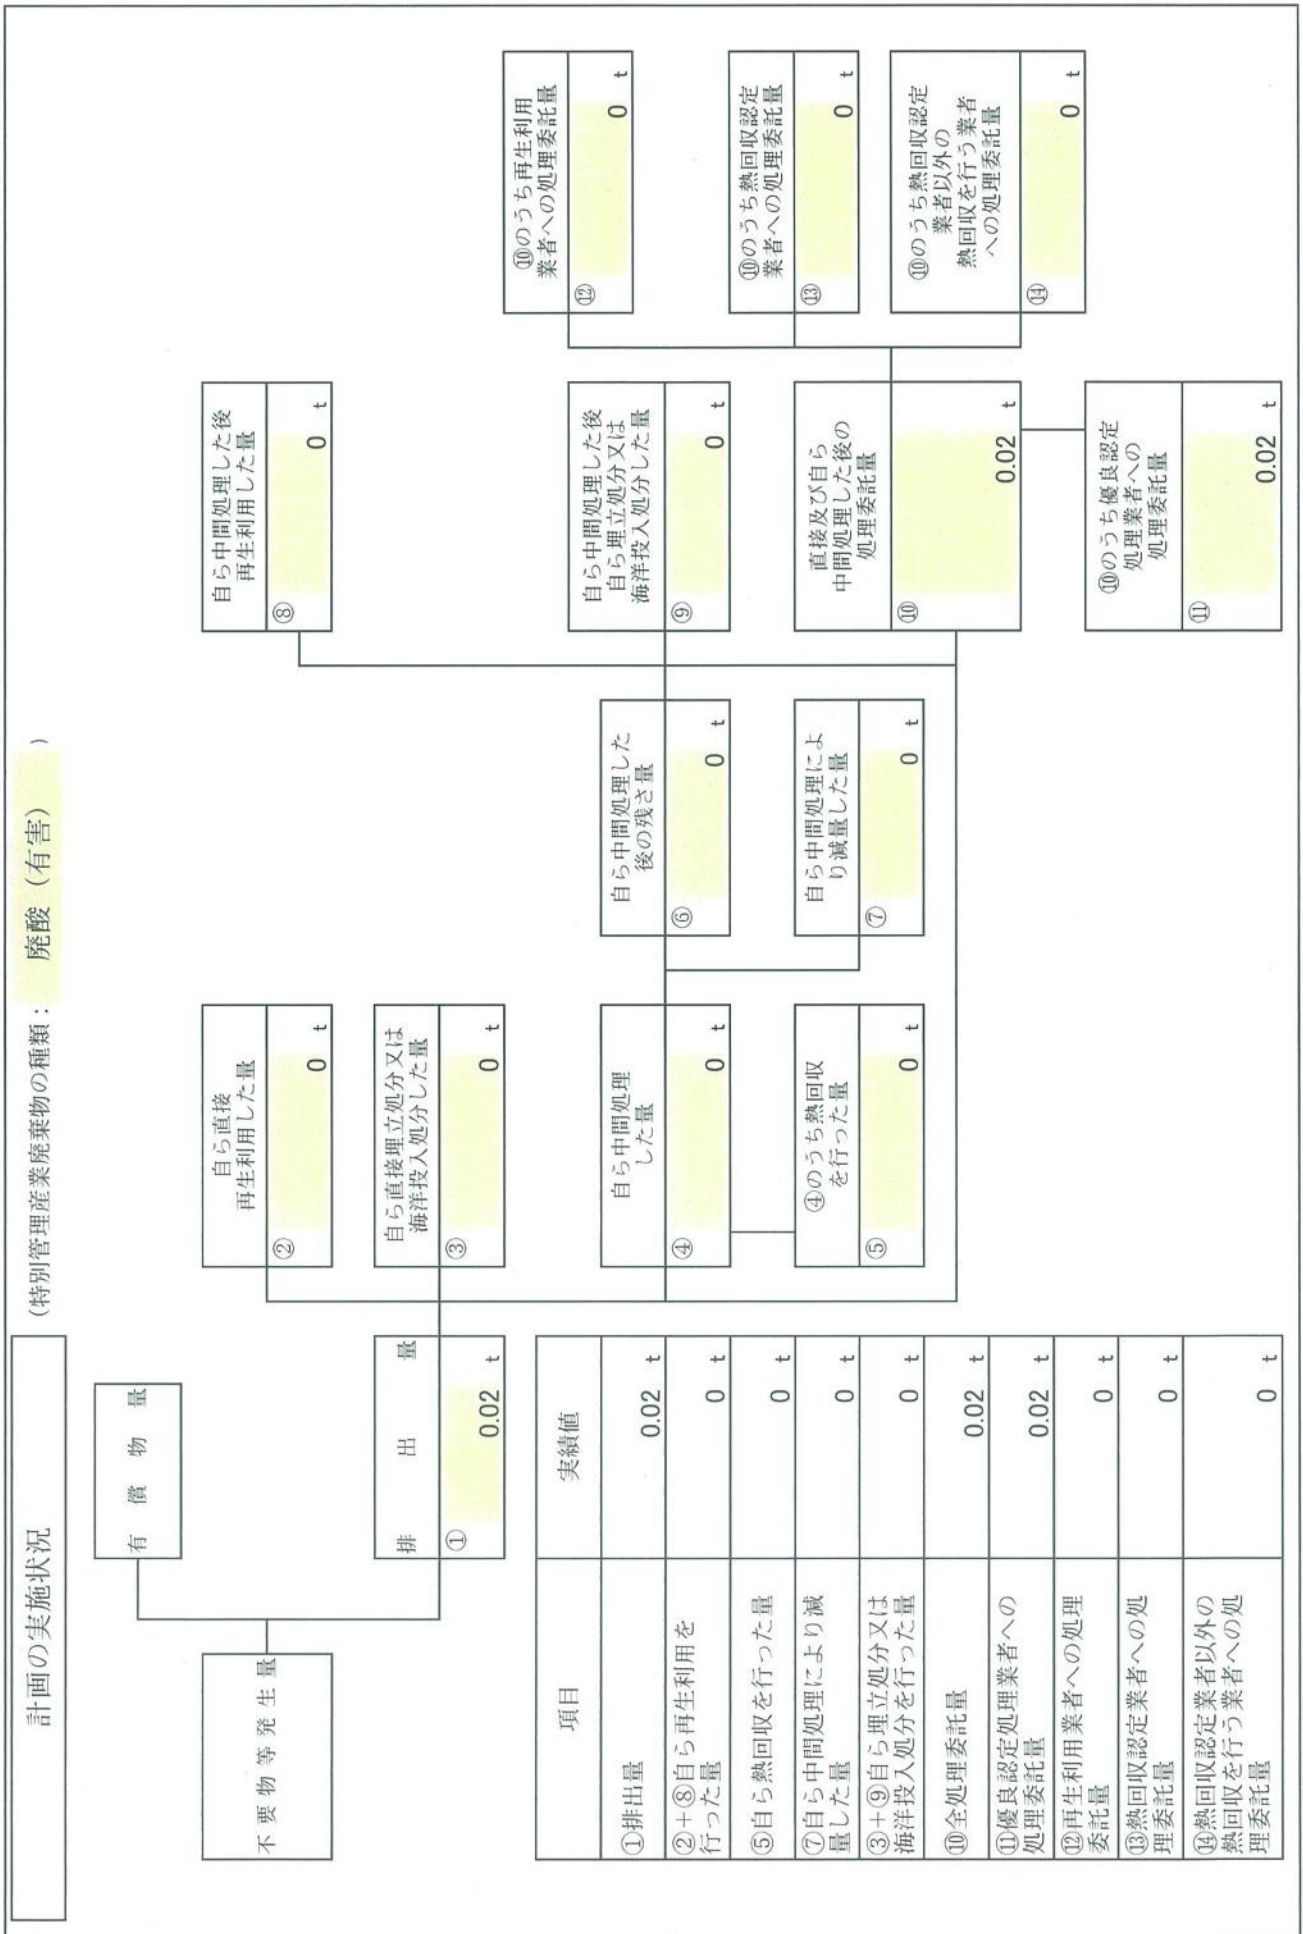 計画の実施状況
(特別管理産業廃棄物の種類: 廃酸(有害) )
有償物量
不要物等発生量
排出量
① 0.02 t
自ら直接
再生利用した量
② 0 t
自ら直接埋立処分又は
海洋投入処分した量
③ 0 t
自ら中間処理
した量
④ 0 t
④のうち熱回収
を行った量
⑤ 0 t
自ら中間処理した
後の残さ量
⑥ 0 t
自ら中間処理によ
り減量した量
⑦ 0 t
自ら中間処理した後
再生利用した量
⑧ 0 t
自ら中間処理した後
自ら埋立処分又は
海洋投入処分した量
⑨ 0 t
直接及び自ら
中間処理した後の
処理委託量
⑩ 0.02 t
⑩のうち優良認定
処理業者への
処理委託量
⑪ 0.02 t
⑩のうち再生利用
業者への処理委託量
⑫ 0 t
⑩のうち熱回収認定
業者への処理委託量
⑬ 0 t
⑩のうち熱回収認定
業者以外の
熱回収を行う業者
への処理委託量
⑭ 0 t
項目 実績値
①排出量 0.02 t
②+⑧自ら再生利用を
行った量 0 t
⑤自ら熱回収を行った量 0 t
⑦自ら中間処理により減
量した量 0 t
③+⑨自ら埋立処分又は
海洋投入処分を行った量 0 t
⑩全処理委託量 0.02 t
⑪優良認定処理業者への
処理委託量 0.02 t
⑫再生利用業者への処理
委託量 0 t
⑬熱回収認定業者への処
理委託量 0 t
⑭熱回収認定業者以外の
熱回収を行う業者への処
理委託量 0 t